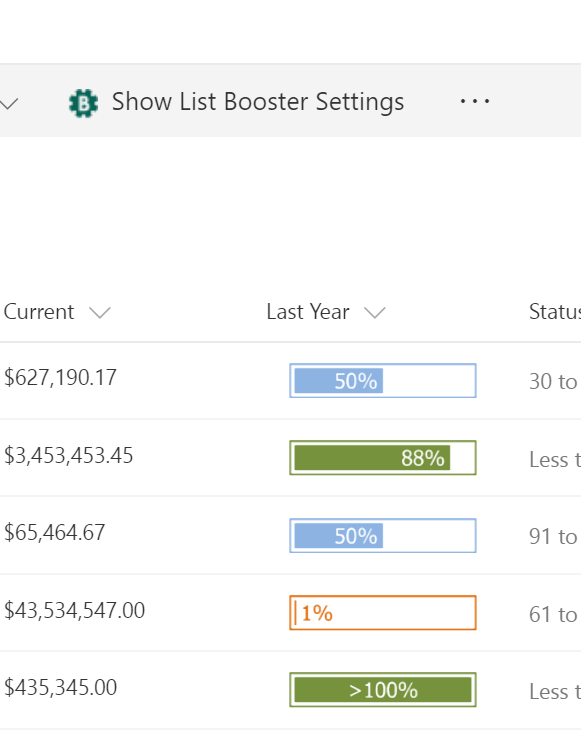 Show List Booster Settings ...
Current Last Year
$627,190.17 50% 30 to
$3,453,453.45 88% Less
$65,464.67 50% 91 to
$43,534,547.00 1% 61 to
$435,345.00 >100% Less